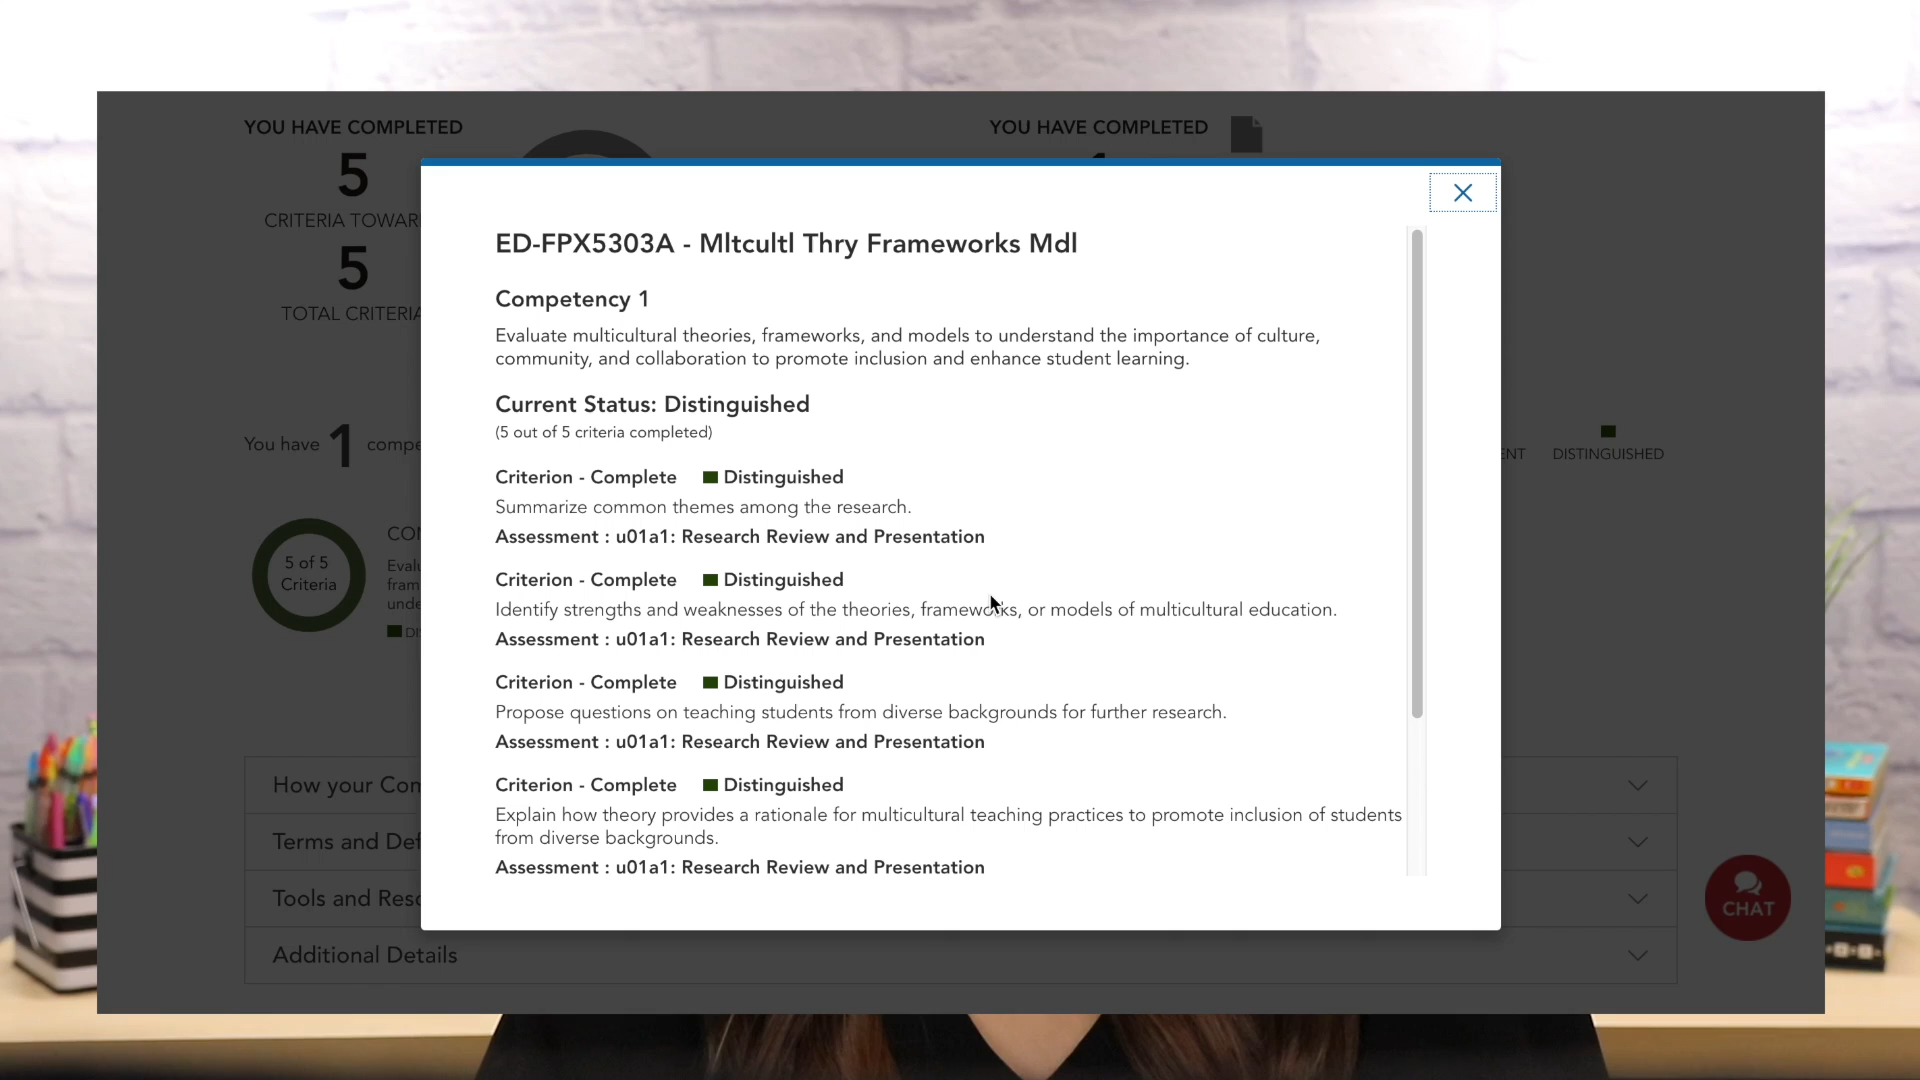 YOU HAVE COMPLETED
5
CRITERIA TOWAR
5
TOTAL CRITERIA
YOU HAVE COMPLETED
ED-FPX5303A - Mltcultl Thry Frameworks Mdl
Competency 1
Evaluate multicultural theories, frameworks, and models to understand the importance of culture,
community, and collaboration to promote inclusion and enhance student learning.
Current Status: Distinguished
(5 out of 5 criteria completed)
Criterion - Complete Distinguished
Summarize common themes among the research.
Assessment : u01a1: Research Review and Presentation
Criterion - Complete Distinguished
Identify strengths and weaknesses of the theories, frameworks, or models of multicultural education.
Assessment : u01a1: Research Review and Presentation
Criterion - Complete Distinguished
Propose questions on teaching students from diverse backgrounds for further research.
Assessment : u01a1: Research Review and Presentation
Criterion - Complete Distinguished
Explain how theory provides a rationale for multicultural teaching practices to promote inclusion of students
from diverse backgrounds.
Assessment : u01a1: Research Review and Presentation
You have 1 compe
ENT DISTINGUISHED
5 of 5
Criteria
CO
Evalu
fram
unde
DI
How your Con
Terms and Def
Tools and Reso
Additional Details
CHAT